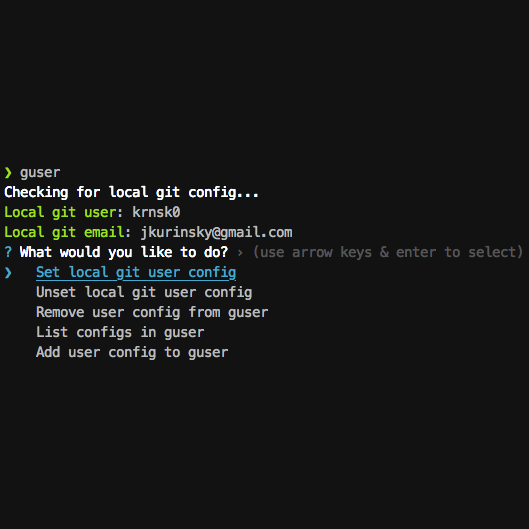 ❯ guser
Checking for local git config...
Local git user: krnsk0
Local git email: jkurinsky@gmail.com
? What would you like to do? › (use arrow keys & enter to select)
❯ Set local git user config
Unset local git user config
Remove user config from guser
List configs in guser
Add user config to guser